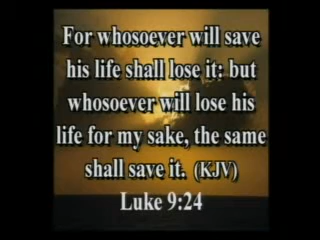 For whosoever will save
his life shall lose it: but
whosoever will lose his
life for my sake, the same
shall save it. (KJV)
Luke 9:24